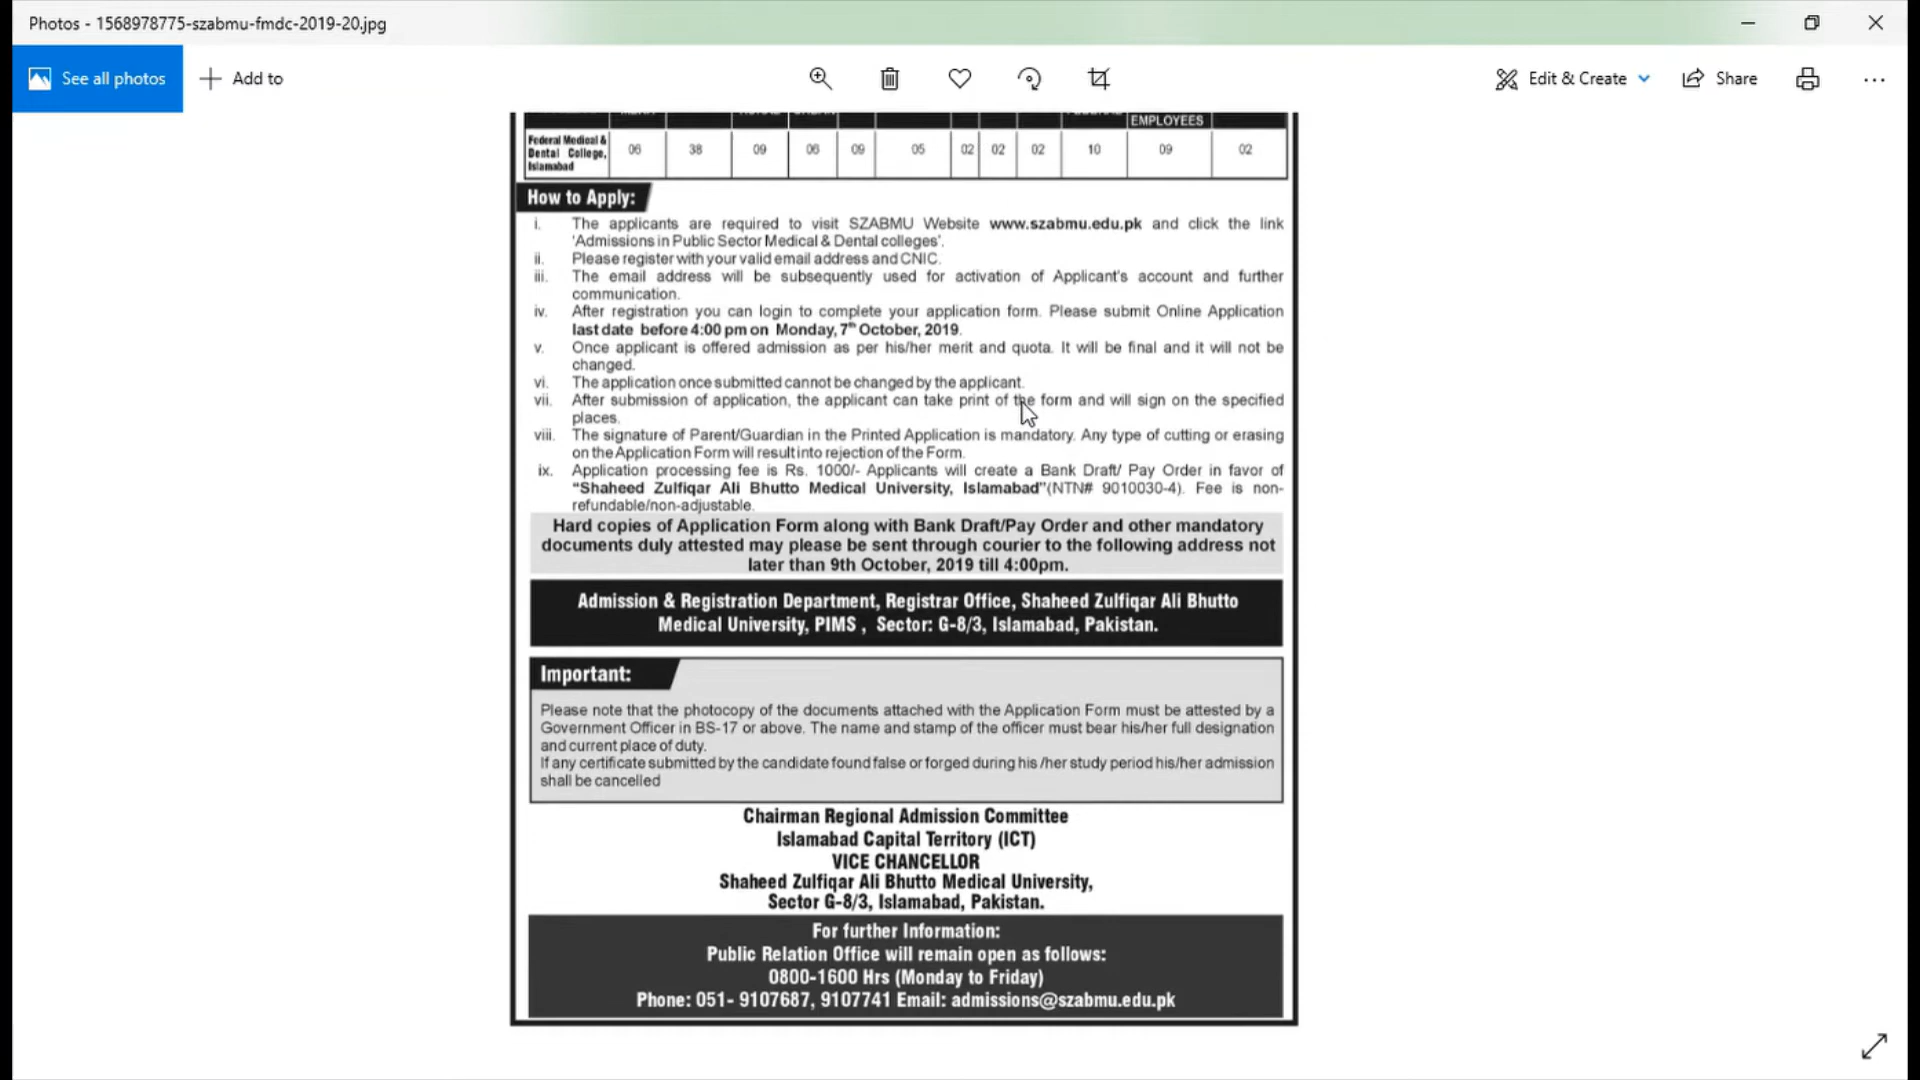 Photos - 1568978775-szabmu-fmdc-2019-20.jpg
See all photos
Add to
Edit & Create
Share
EMPLOYEES
Federal Medical & Dental College, Islamabad 06 38 09 06 09 05 02 02 02 10 09 02
How to Apply:
i. The applicants are required to visit SZABMU Website www.szabmu.edu.pk and click the link
'Admissions in Public Sector Medical & Dental colleges'.
ii. Please register with your valid email address and CNIC.
iii. The email address will be subsequently used for activation of Applicant's account and further
communication.
iv. After registration you can login to complete your application form. Please submit Online Application
last date before 4:00 pm on Monday, 7th October, 2019.
v. Once applicant is offered admission as per his/her merit and quota. It will be final and it will not be
changed.
vi. The application once submitted cannot be changed by the applicant.
vii. After submission of application, the applicant can take print of the form and will sign on the specified
places.
viii. The signature of Parent/Guardian in the Printed Application is mandatory. Any type of cutting or erasing
on the Application Form will result into rejection of the Form.
ix. Application processing fee is Rs. 1000/- Applicants will create a Bank Draft/ Pay Order in favor of
"Shaheed Zulfiqar Ali Bhutto Medical University, Islamabad"(NTN# 9010030-4). Fee is non-
refundable/non-adjustable.
Hard copies of Application Form along with Bank Draft/Pay Order and other mandatory
documents duly attested may please be sent through courier to the following address not
later than 9th October, 2019 till 4:00pm.
Admission & Registration Department, Registrar Office, Shaheed Zulfiqar Ali Bhutto
Medical University, PIMS , Sector: G-8/3, Islamabad, Pakistan.
Important:
Please note that the photocopy of the documents attached with the Application Form must be attested by a
Government Officer in BS-17 or above. The name and stamp of the officer must bear his/her full designation
and current place of duty.
If any certificate submitted by the candidate found false or forged during his /her study period his/her admission
shall be cancelled
Chairman Regional Admission Committee
Islamabad Capital Territory (ICT)
VICE CHANCELLOR
Shaheed Zulfiqar Ali Bhutto Medical University,
Sector G-8/3, Islamabad, Pakistan.
For further Information:
Public Relation Office will remain open as follows:
0800-1600 Hrs (Monday to Friday)
Phone: 051- 9107687, 9107741 Email: admissions@szabmu.edu.pk